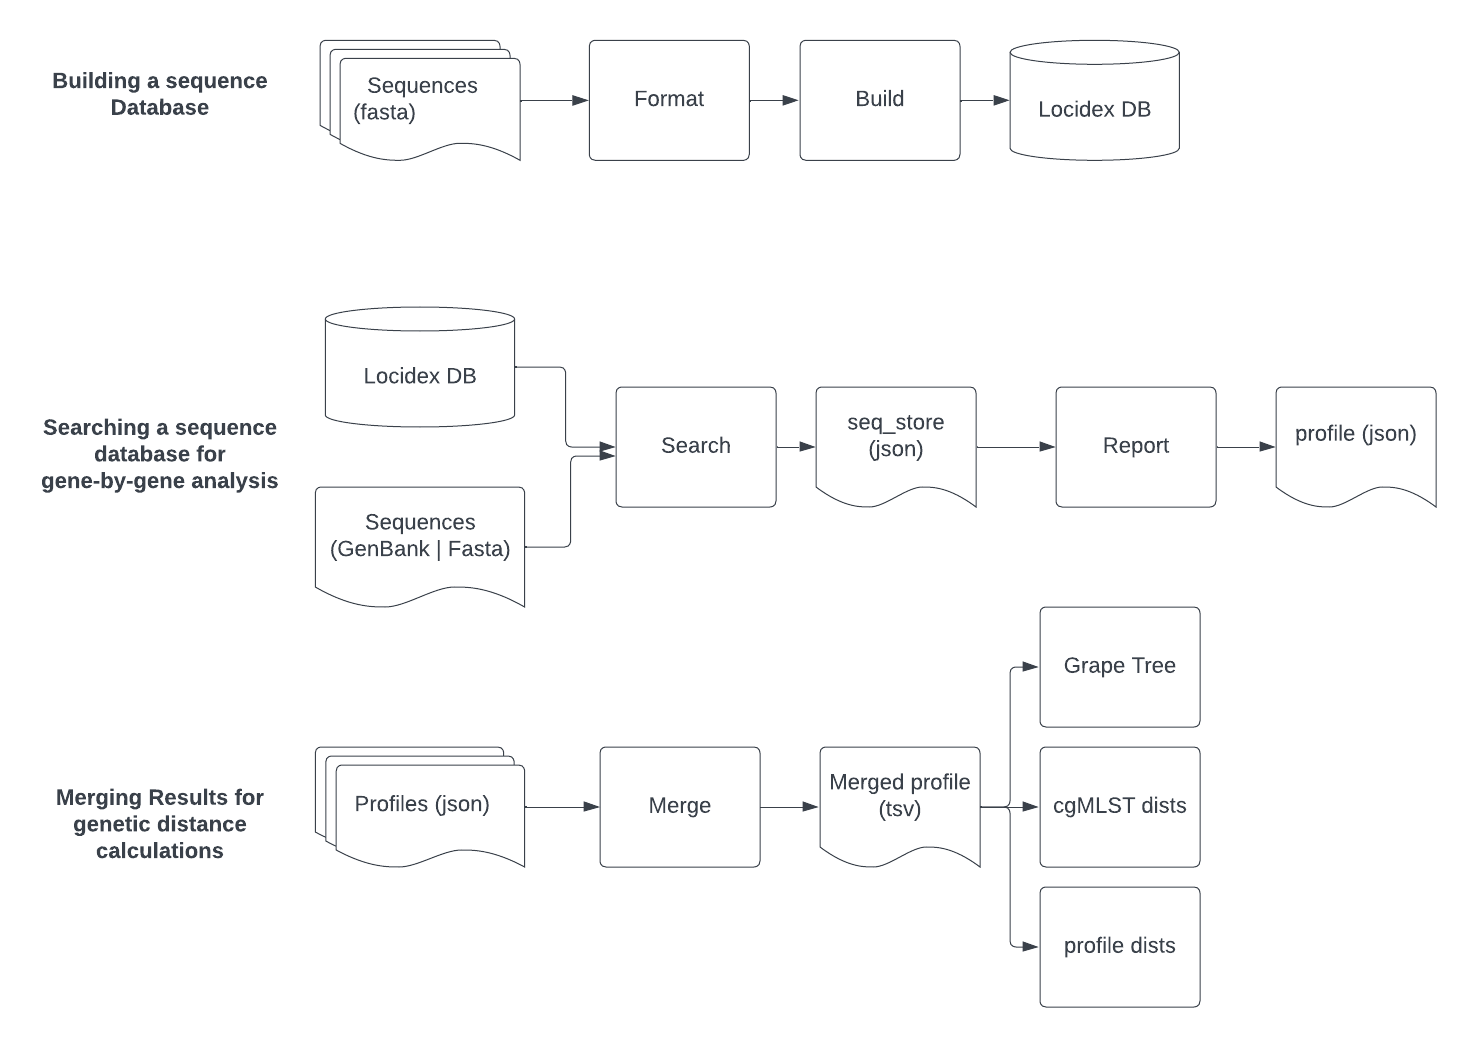 Building a sequence
Database
Sequences
(fasta)
Format
Build
Locidex DB
Searching a sequence
database for
gene-by-gene analysis
Locidex DB
Sequences
(GenBank | Fasta)
Search
seq_store
(json)
Report
profile (json)
Merging Results for
genetic distance
calculations
Profiles (json)
Merge
Merged profile
(tsv)
Grape Tree
cgMLST dists
profile dists